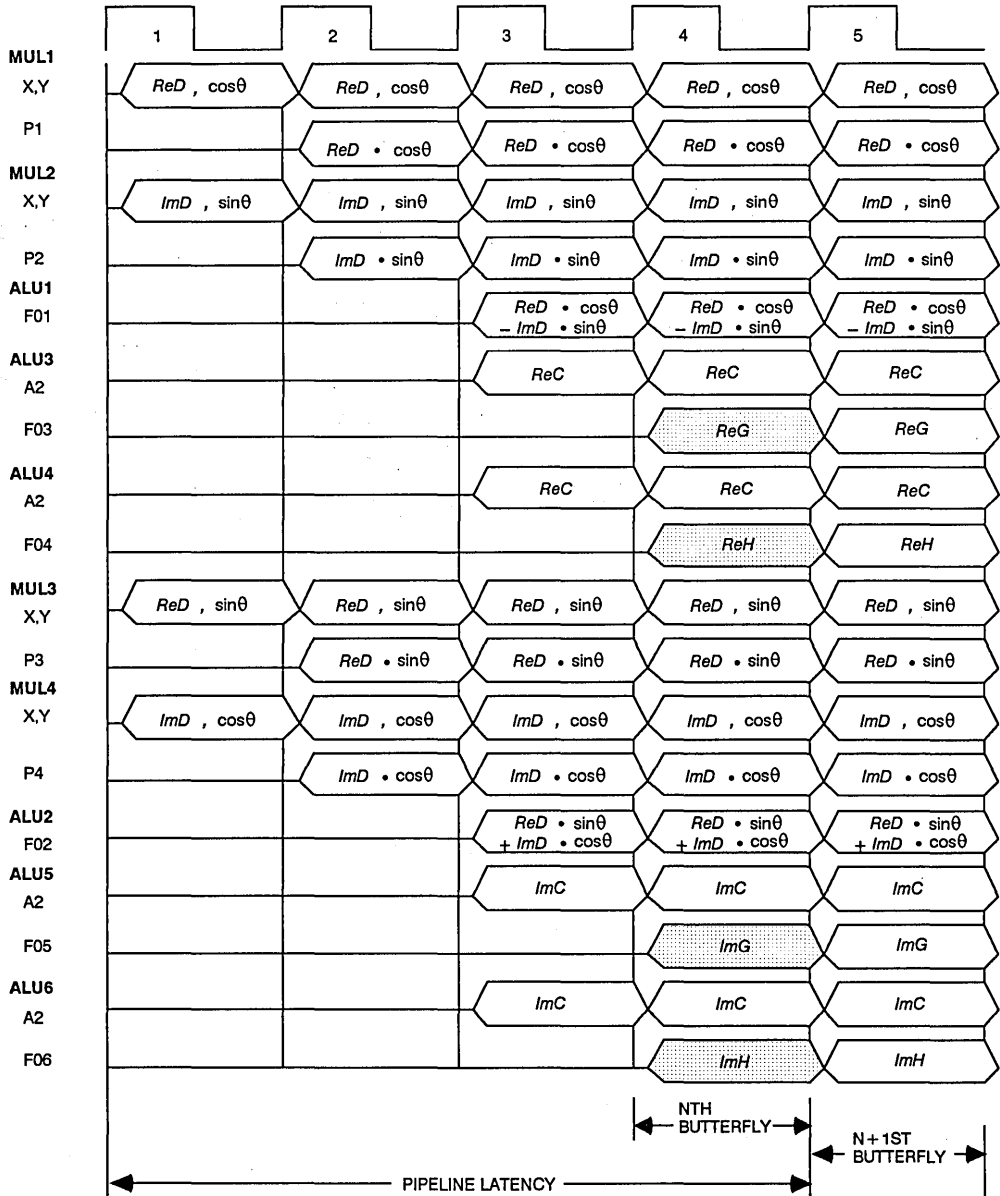 1 2 3 4 5
MUL1
X,Y ReD , cosθ ReD , cosθ ReD , cosθ ReD , cosθ ReD , cosθ
P1 ReD • cosθ ReD • cosθ ReD • cosθ ReD • cosθ
MUL2
X,Y ImD , sinθ ImD , sinθ ImD , sinθ ImD , sinθ ImD , sinθ
P2 ImD • sinθ ImD • sinθ ImD • sinθ ImD • sinθ
ALU1
F01 ReD • cosθ ReD • cosθ ReD • cosθ
– ImD • sinθ – ImD • sinθ – ImD • sinθ
ALU3
A2 ReC ReC ReC
F03 ReG ReG
ALU4
A2 ReC ReC ReC
F04 ReH ReH
MUL3
X,Y ReD , sinθ ReD , sinθ ReD , sinθ ReD , sinθ ReD , sinθ
P3 ReD • sinθ ReD • sinθ ReD • sinθ ReD • sinθ
MUL4
X,Y ImD , cosθ ImD , cosθ ImD , cosθ ImD , cosθ ImD , cosθ
P4 ImD • cosθ ImD • cosθ ImD • cosθ ImD • cosθ
ALU2
F02 ReD • sinθ ReD • sinθ ReD • sinθ
+ ImD • cosθ + ImD • cosθ + ImD • cosθ
ALU5
A2 ImC ImC ImC
F05 ImG ImG
ALU6
A2 ImC ImC ImC
F06 ImH ImH
NTH
BUTTERFLY
N+1ST
BUTTERFLY
PIPELINE LATENCY